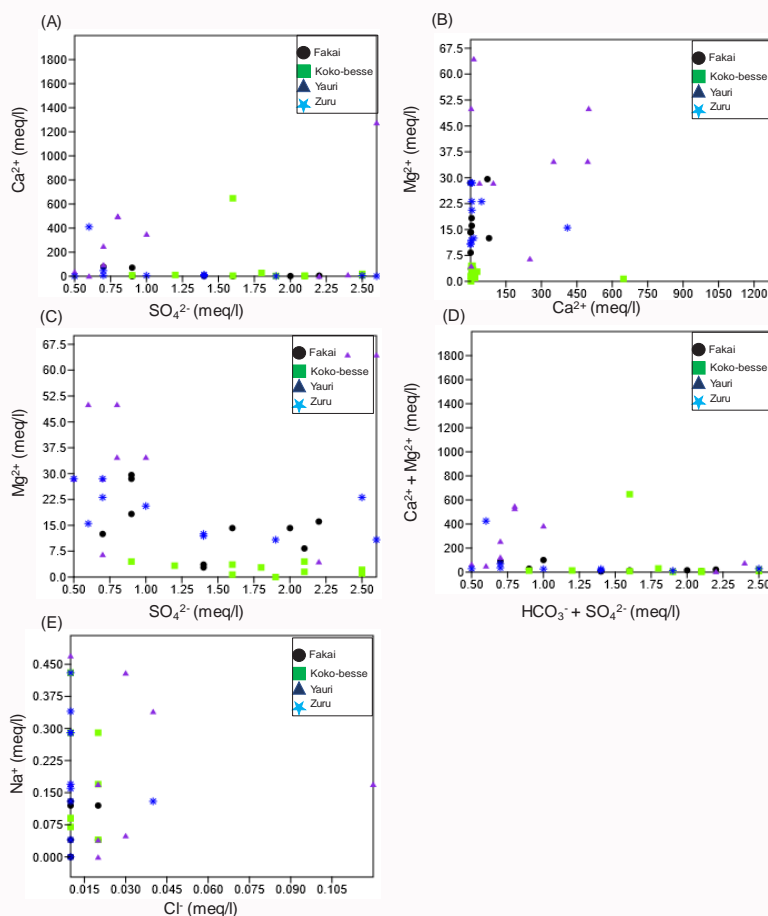 (A)
Ca²⁺ (meq/l)
1800
1600
1400
1200
1000
800
600
400
200
0
0.50 0.75 1.00 1.25 1.50 1.75 2.00 2.25 2.50
SO₄²⁻ (meq/l)
Fakai
Koko-besse
Yauri
Zuru
(B)
Mg²⁺ (meq/l)
67.5
60.0
52.5
45.0
37.5
30.0
22.5
15.0
7.5
0.0
150 300 450 600 750 900 1050 1200
Ca²⁺ (meq/l)
Fakai
Koko-besse
Yauri
Zuru
(C)
Mg²⁺ (meq/l)
67.5
60.0
52.5
45.0
37.5
30.0
22.5
15.0
7.5
0.0
0.50 0.75 1.00 1.25 1.50 1.75 2.00 2.25 2.50
SO₄²⁻ (meq/l)
Fakai
Koko-besse
Yauri
Zuru
(D)
Ca²⁺ + Mg²⁺ (meq/l)
1800
1600
1400
1200
1000
800
600
400
200
0
0.50 0.75 1.00 1.25 1.50 1.75 2.00 2.25 2.50
HCO₃⁻ + SO₄²⁻ (meq/l)
Fakai
Koko-besse
Yauri
Zuru
(E)
Na⁺ (meq/l)
0.450
0.375
0.300
0.225
0.150
0.075
0.000
0.015 0.030 0.045 0.060 0.075 0.090 0.105
Cl⁻ (meq/l)
Fakai
Koko-besse
Yauri
Zuru